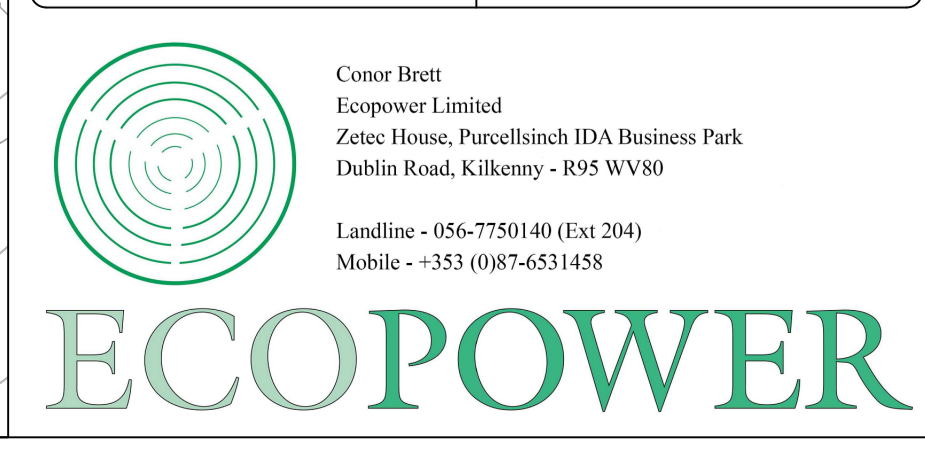 Conor Brett
Ecopower Limited
Zetec House, Purcellsinch IDA Business Park
Dublin Road, Kilkenny - R95 WV80
Landline - 056-7750140 (Ext 204)
Mobile - +353 (0)87-6531458
ECOPOWER